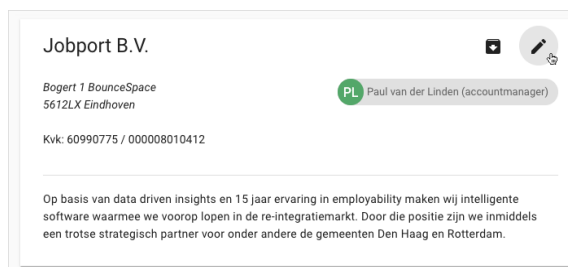 Jobport B.V.
Bogert 1 BounceSpace
5612LX Eindhoven
PL Paul van der Linden (accountmanager)
Kvk: 60990775 / 000008010412
Op basis van data driven insights en 15 jaar ervaring in employability maken wij intelligente
software waarmee we voorop lopen in de re-integratiemarkt. Door die positie zijn we inmiddels
een trotse strategisch partner voor onder andere de gemeenten Den Haag en Rotterdam.